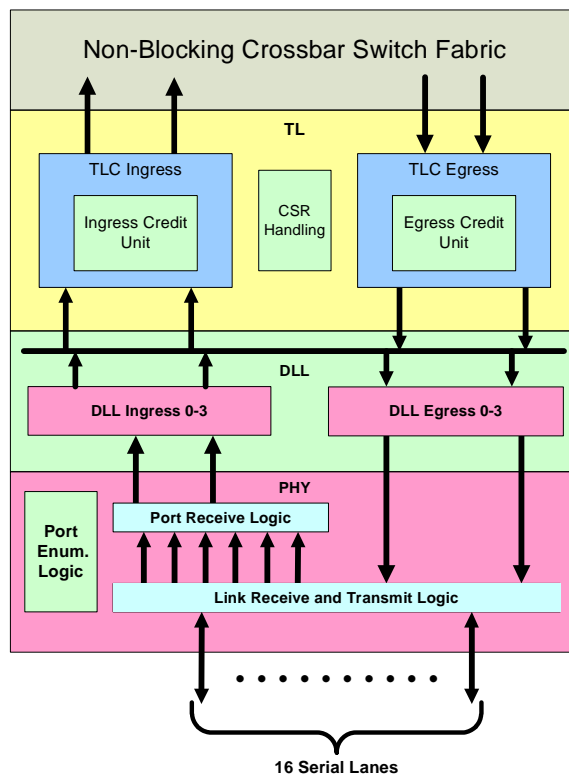 Non-Blocking Crossbar Switch Fabric
TL
TLC Ingress
Ingress Credit
Unit
CSR
Handling
TLC Egress
Egress Credit
Unit
DLL
DLL Ingress 0-3
DLL Egress 0-3
PHY
Port
Enum.
Logic
Port Receive Logic
Link Receive and Transmit Logic
16 Serial Lanes